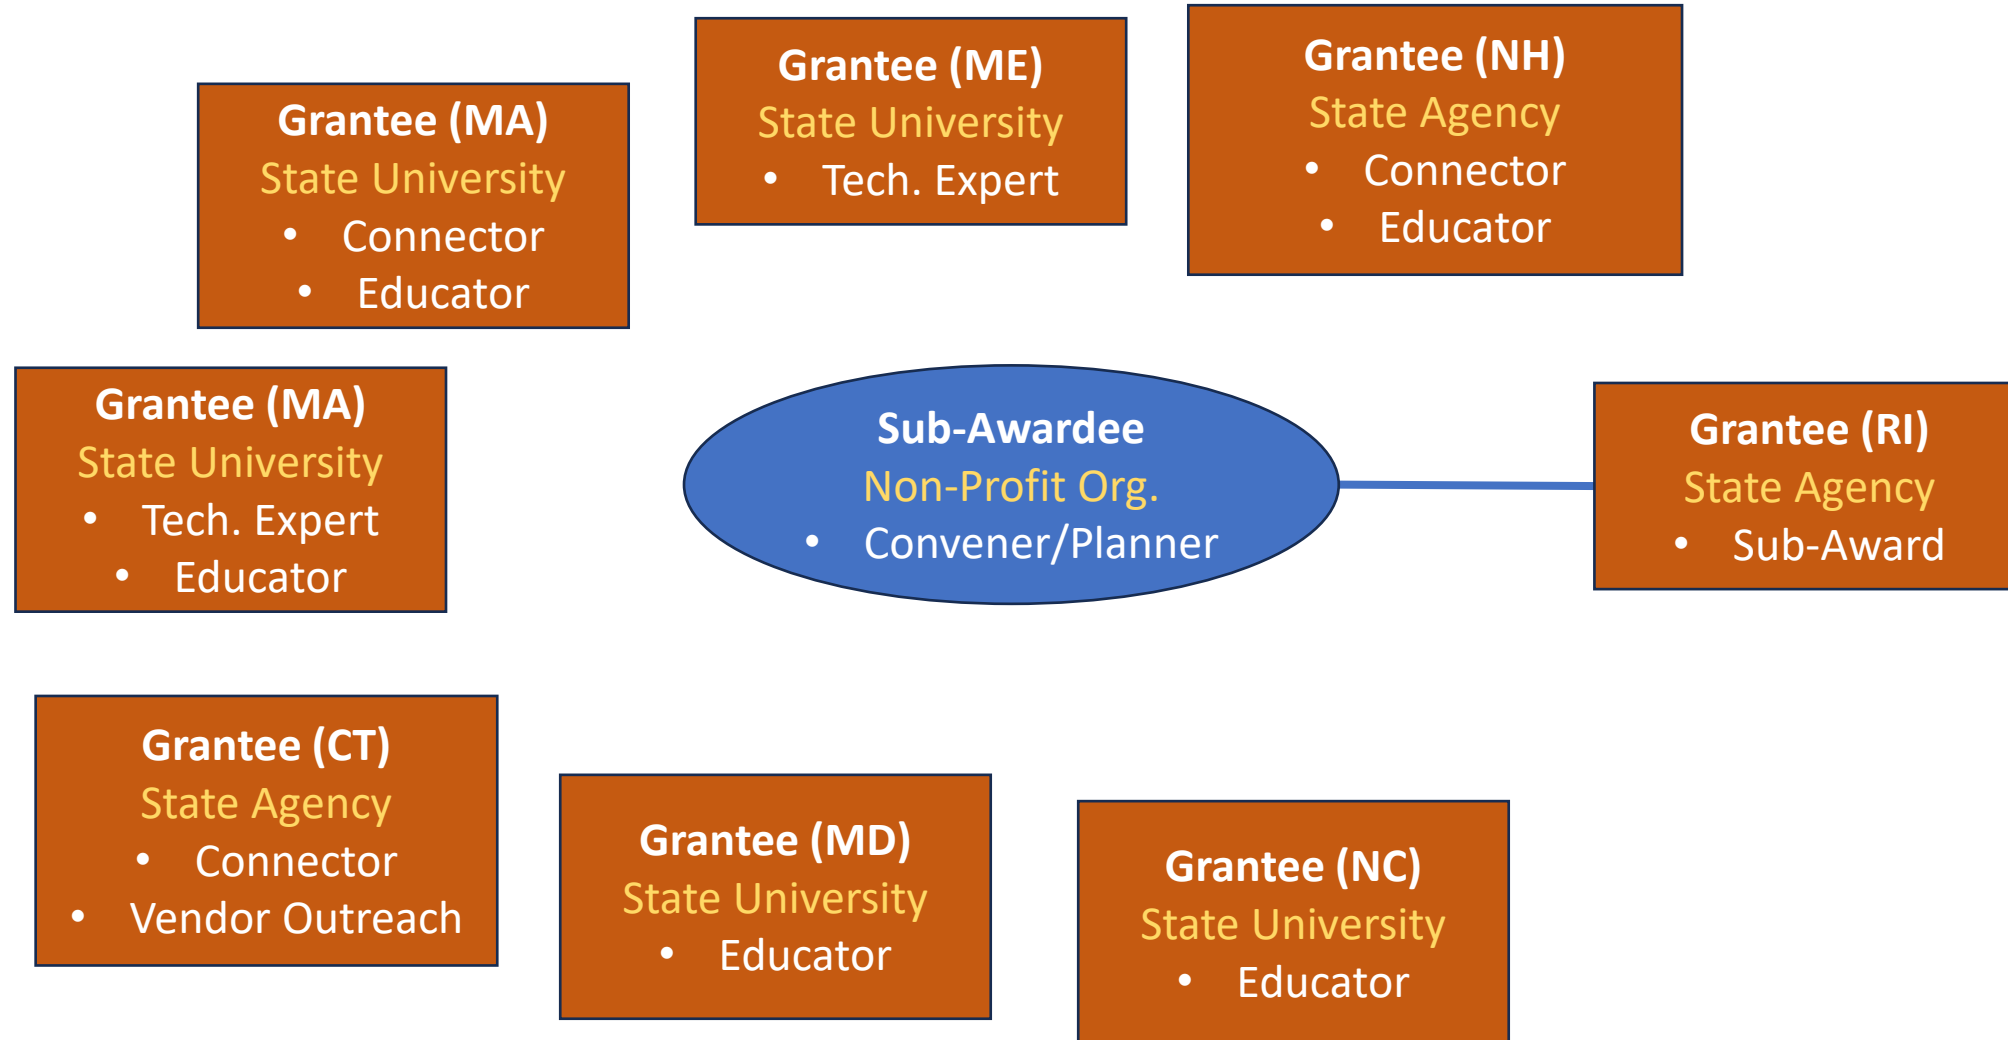 Grantee (MA)
State University
• Connector
• Educator
Grantee (ME)
State University
• Tech. Expert
Grantee (NH)
State Agency
• Connector
• Educator
Grantee (MA)
State University
• Tech. Expert
• Educator
Sub-Awardee
Non-Profit Org.
• Convener/Planner
Grantee (RI)
State Agency
• Sub-Award
Grantee (CT)
State Agency
• Connector
• Vendor Outreach
Grantee (MD)
State University
• Educator
Grantee (NC)
State University
• Educator